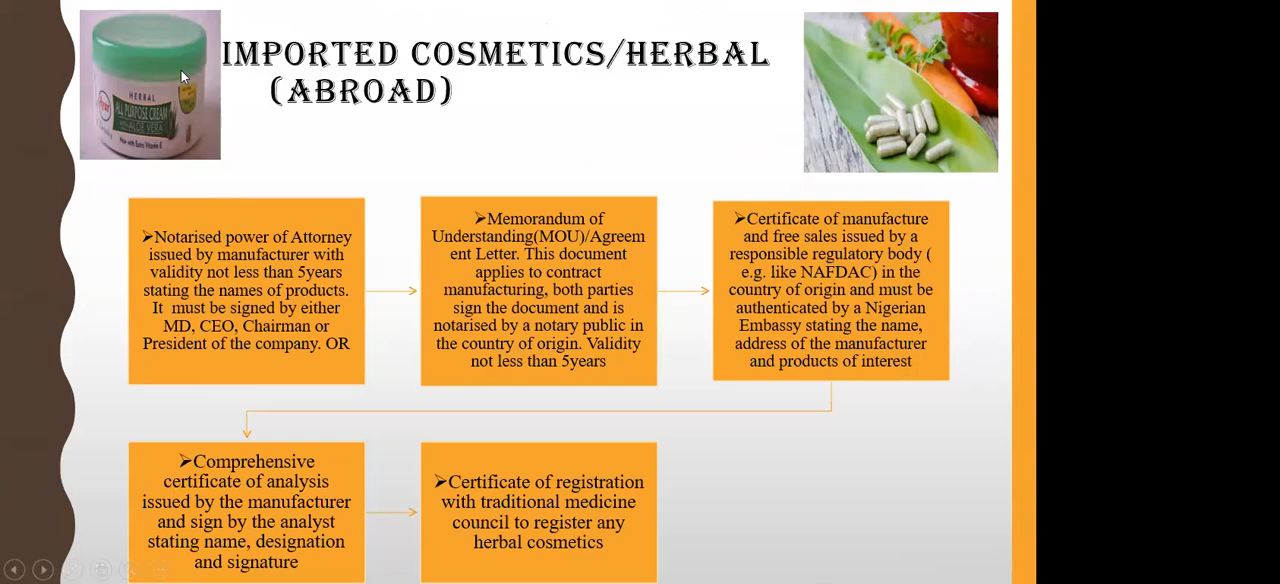 IMPORTED COSMETICS/HERBAL
(ABROAD)
HERBAL
ALL PURPOSE CREAM
with ALOE VERA
➢Notarised power of Attorney
issued by manufacturer with
validity not less than 5years
stating the names of products.
It must be signed by either
MD, CEO, Chairman or
President of the company. OR
➢Memorandum of
Understanding(MOU)/Agreem
ent Letter. This document
applies to contract
manufacturing, both parties
sign the document and is
notarised by a notary public in
the country of origin. Validity
not less than 5years
➢Certificate of manufacture
and free sales issued by a
responsible regulatory body (
e.g. like NAFDAC) in the
country of origin and must be
authenticated by a Nigerian
Embassy stating the name,
address of the manufacturer
and products of interest
➢Comprehensive
certificate of analysis
issued by the manufacturer
and sign by the analyst
stating name, designation
and signature
➢Certificate of registration
with traditional medicine
council to register any
herbal cosmetics